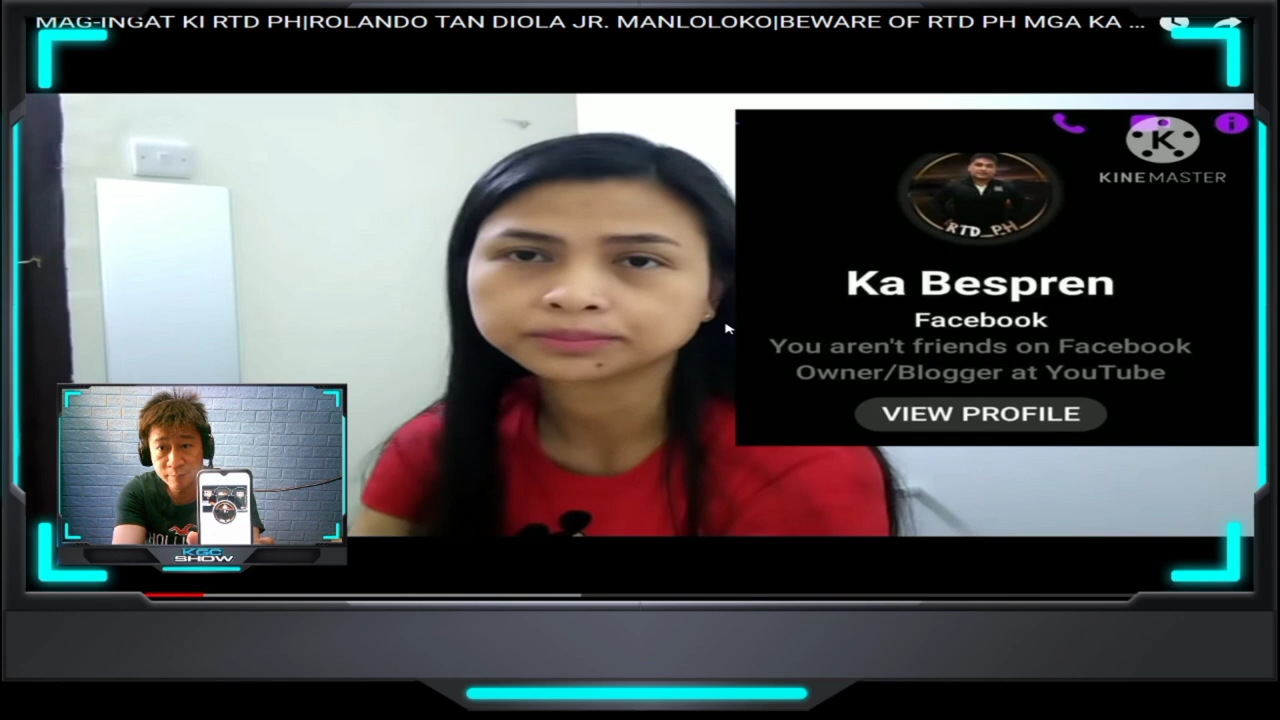 MAG-INGAT KI RTD PH|ROLANDO TAN DIOLA JR. MANLOLOKO|BEWARE OF RTD PH MGA KA ...
K
KINEMASTER
RTD_PH
Ka Bespren
Facebook
You aren't friends on Facebook
Owner/Blogger at YouTube
VIEW PROFILE
HOLLI
KGC
SHOW